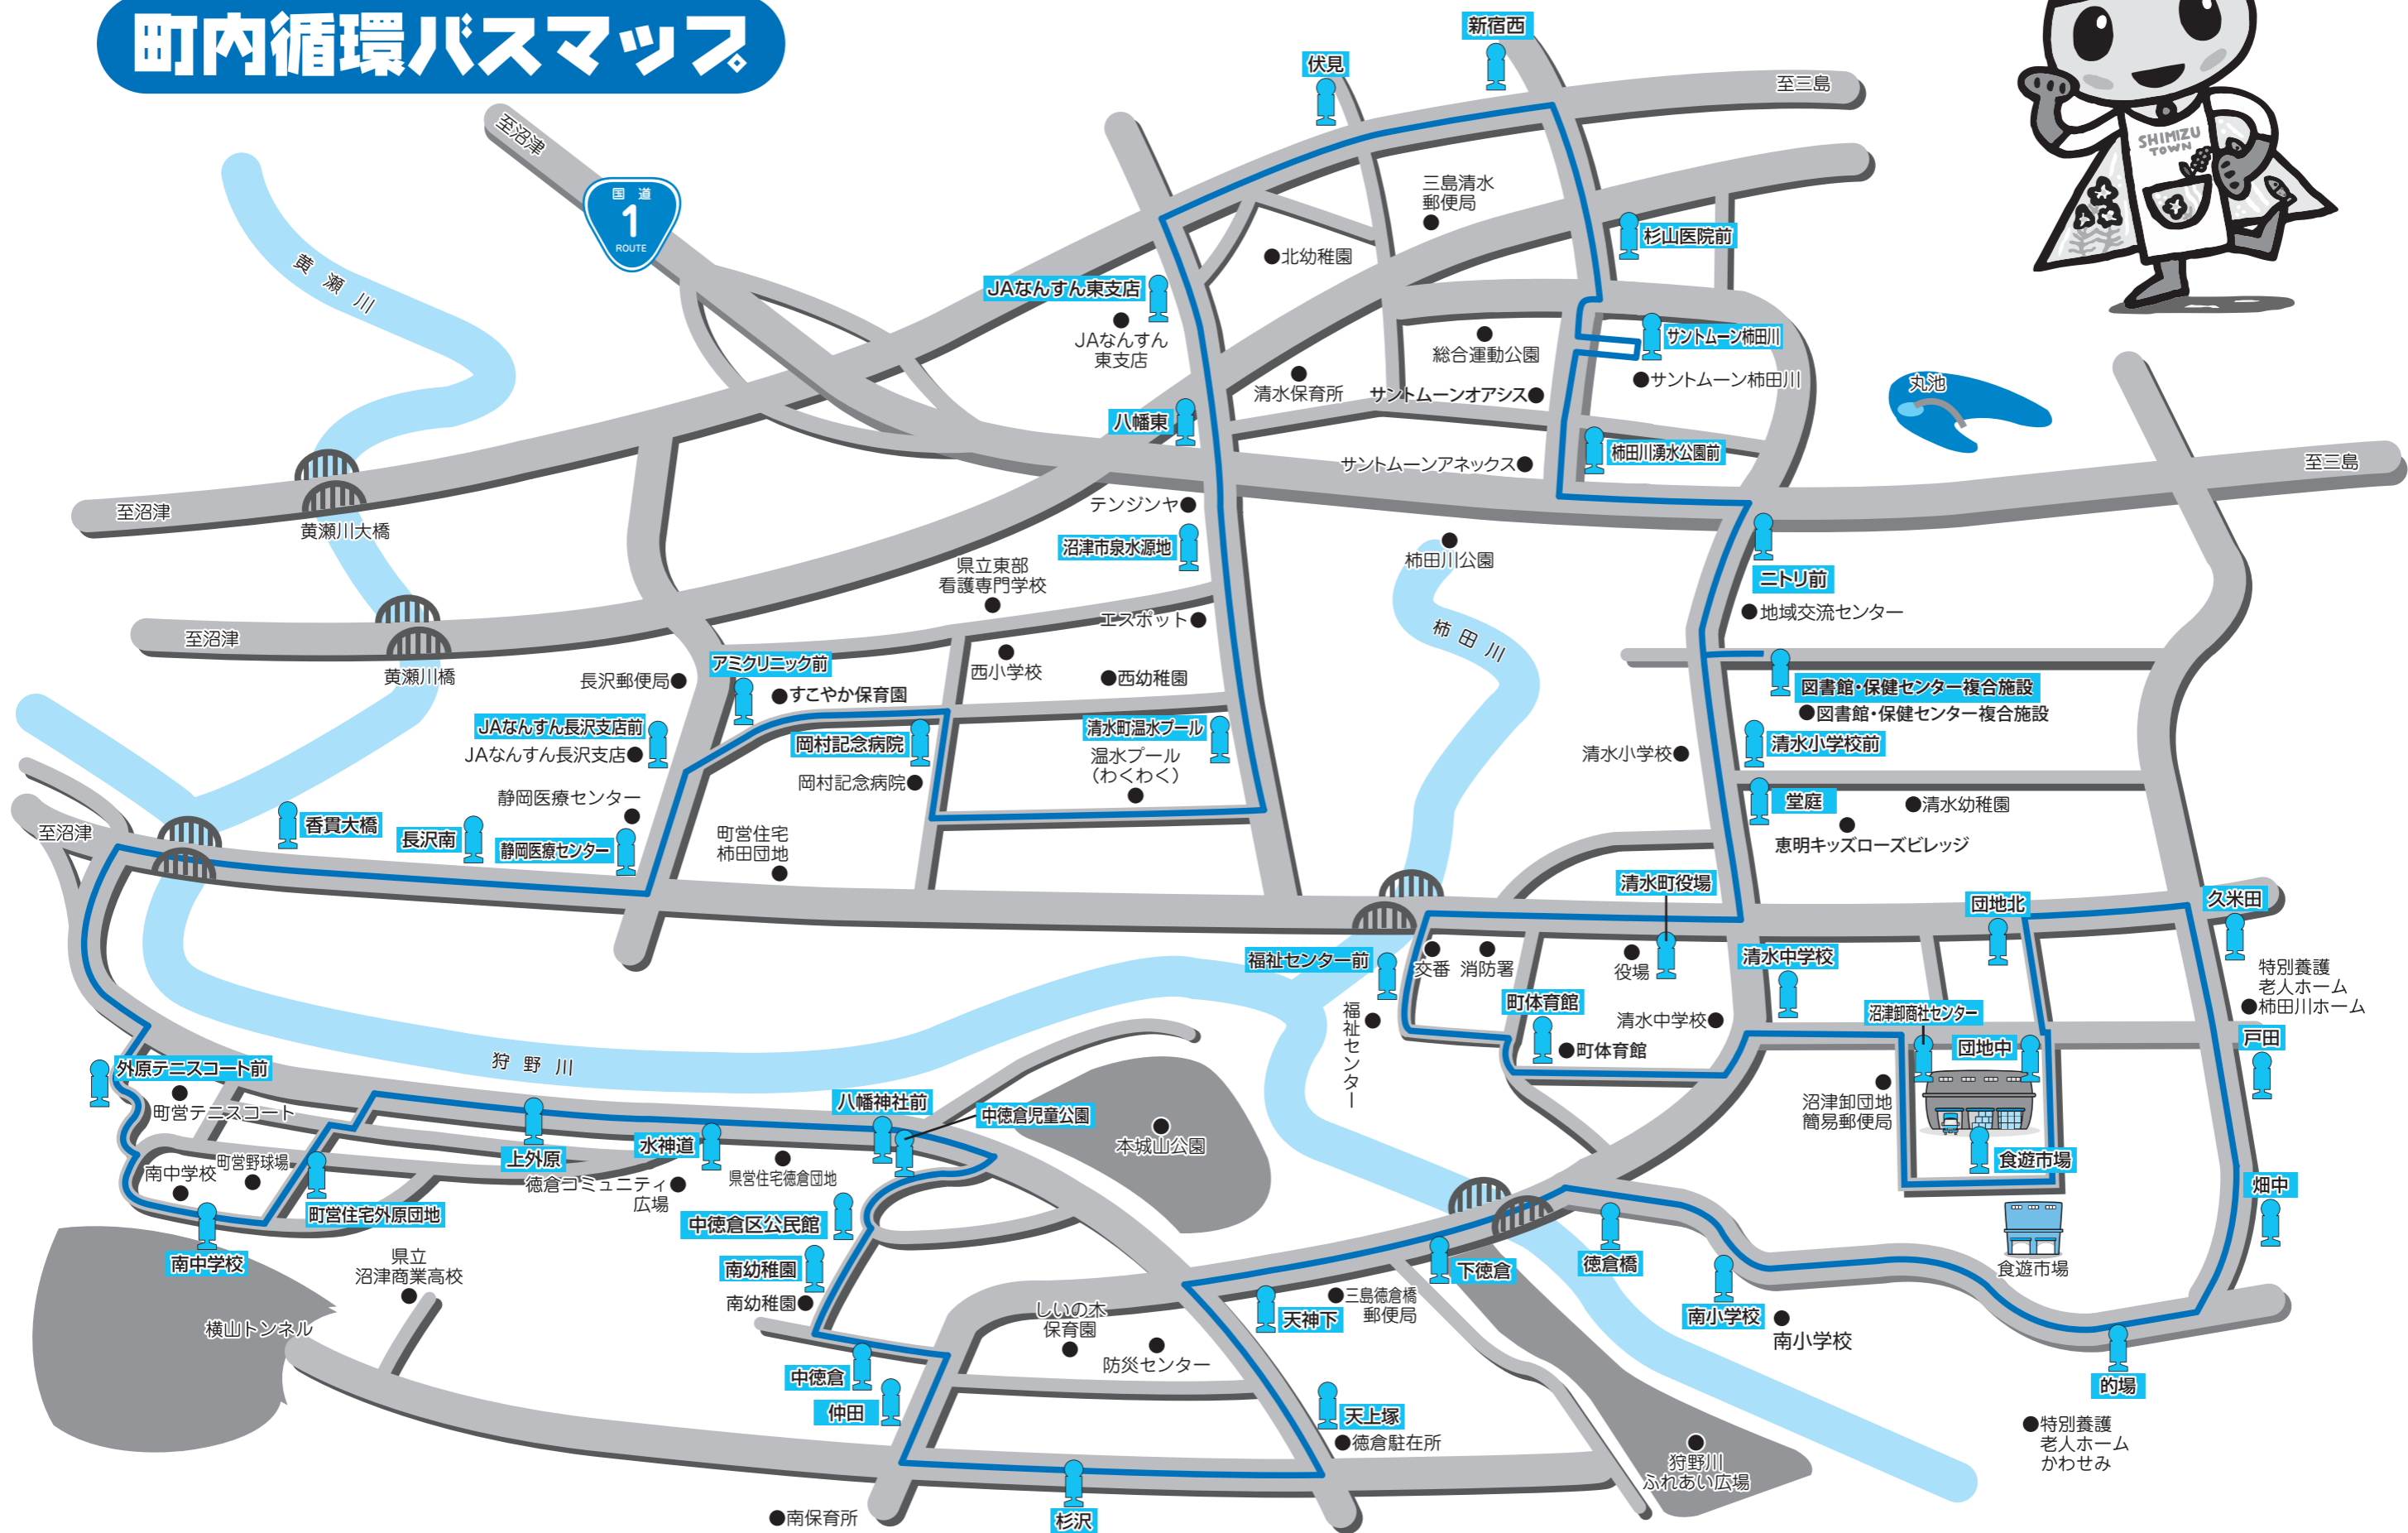 町内循環バスマップ
新宿西
伏見
至三島
至沼津
国道
1
ROUTE
SHIMIZU
TOWN
三島清水
郵便局
杉山医院前
北幼稚園
黄瀬川
JAなんすん東支店
JAなんすん
東支店
総合運動公園
サントムーン柿田川
サントムーン柿田川
清水保育所
サントムーンオアシス
丸池
八幡東
柿田川湧水公園前
サントムーンアネックス
至三島
至沼津
黄瀬川大橋
テンジンヤ
沼津市泉水源地
柿田川公園
ニトリ前
県立東部
看護専門学校
地域交流センター
エスポット
至沼津
柿田川
黄瀬川橋
長沢郵便局
アミクリニック前
すこやか保育園
西小学校
西幼稚園
図書館・保健センター複合施設
図書館・保健センター複合施設
JAなんすん長沢支店前
JAなんすん長沢支店
岡村記念病院
岡村記念病院
清水町温水プール
温水プール
(わくわく)
清水小学校
清水小学校前
静岡医療センター
堂庭
清水幼稚園
恵明キッズローズビレッジ
至沼津
香貫大橋
長沢南
静岡医療センター
町営住宅
柿田団地
清水町役場
団地北
久米田
福祉センター前
交番
消防署
役場
清水中学校
特別養護
老人ホーム
柿田川ホーム
町体育館
清水中学校
沼津卸商社センター
団地中
戸田
福祉センター
町体育館
狩野川
外原テニスコート前
町営テニスコート
八幡神社前
中徳倉児童公園
本城山公園
沼津卸団地
簡易郵便局
食遊市場
上外原
水神道
県営住宅徳倉団地
南中学校
町営野球場
徳倉コミュニティ
広場
畑中
町営住宅外原団地
中徳倉区公民館
南中学校
県立
沼津商業高校
南幼稚園
南幼稚園
下徳倉
徳倉橋
食遊市場
横山トンネル
しいの木
保育園
天神下
三島徳倉橋
郵便局
南小学校
南小学校
防災センター
中徳倉
仲田
天上塚
徳倉駐在所
的場
特別養護
老人ホーム
かわせみ
狩野川
ふれあい広場
南保育所
杉沢